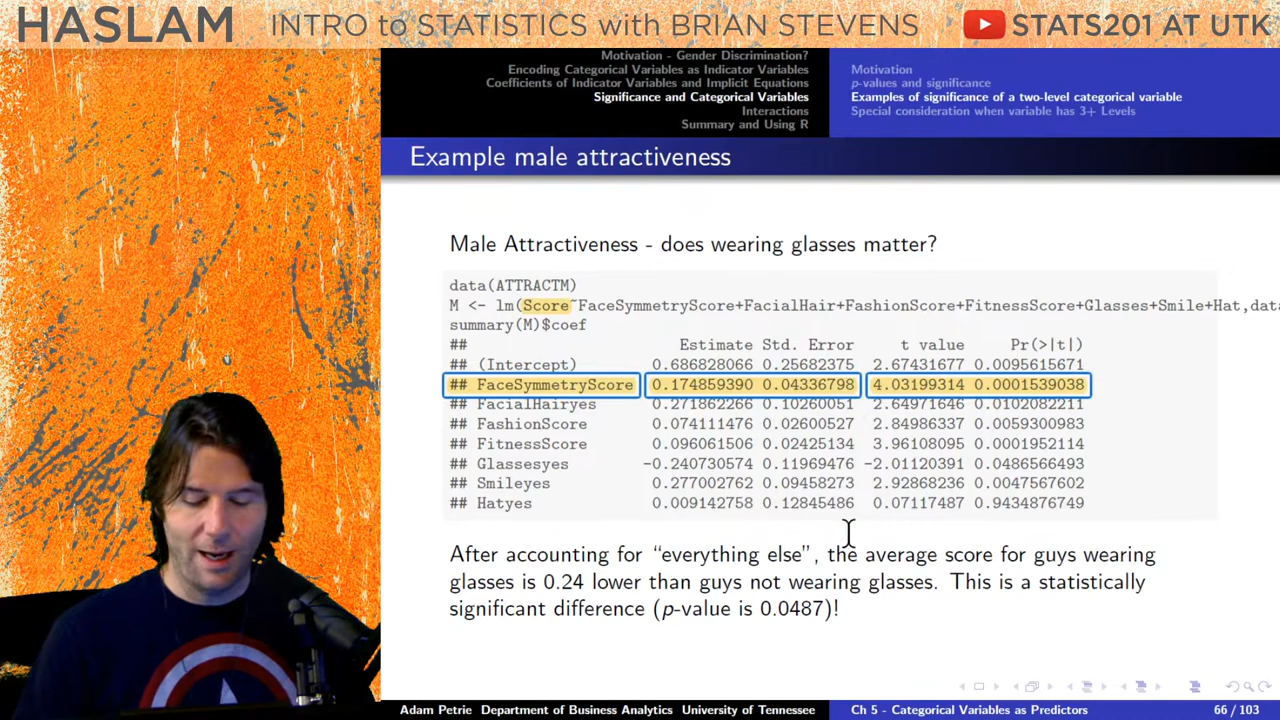 HASLAM INTRO to STATISTICS with BRIAN STEVENS STATS201 AT UTK
Motivation - Gender Discrimination?
Encoding Categorical Variables as Indicator Variables
Coefficients of Indicator Variables and Implicit Equations
Significance and Categorical Variables
Interactions
Summary and Using R
Motivation
p-values and significance
Examples of significance of a two-level categorical variable
Special consideration when variable has 3+ Levels
Example male attractiveness
Male Attractiveness - does wearing glasses matter?
data(ATTRACTM)
M <- lm(Score~FaceSymmetryScore+FacialHair+FashionScore+FitnessScore+Glasses+Smile+Hat,data
summary(M)$coef
## Estimate Std. Error t value Pr(>|t|)
## (Intercept) 0.686828066 0.25682375 2.67431677 0.0095615671
## FaceSymmetryScore 0.174859390 0.04336798 4.03199314 0.0001539038
## FacialHairyes 0.271862266 0.10260051 2.64971646 0.0102082211
## FashionScore 0.074111476 0.02600527 2.84986337 0.0059300983
## FitnessScore 0.096061506 0.02425134 3.96108095 0.0001952114
## Glassesyes -0.240730574 0.11969476 -2.01120391 0.0486566493
## Smileyes 0.277002762 0.09458273 2.92868236 0.0047567602
## Hatyes 0.009142758 0.12845486 0.07117487 0.9434876749
After accounting for “everything else”, the average score for guys wearing
glasses is 0.24 lower than guys not wearing glasses. This is a statistically
significant difference (p-value is 0.0487)!
Adam Petrie Department of Business Analytics University of Tennessee Ch 5 - Categorical Variables as Predictors 66 / 103